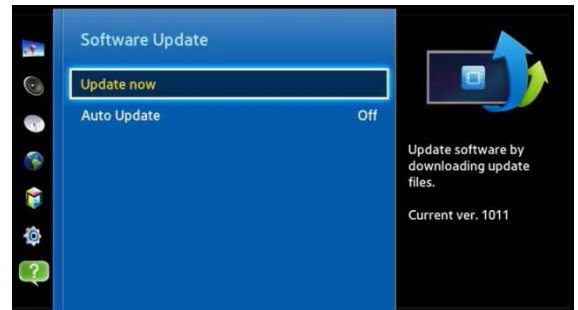 Software Update
Update now
Auto Update Off
Update software by
downloading update
files.
Current ver. 1011
?